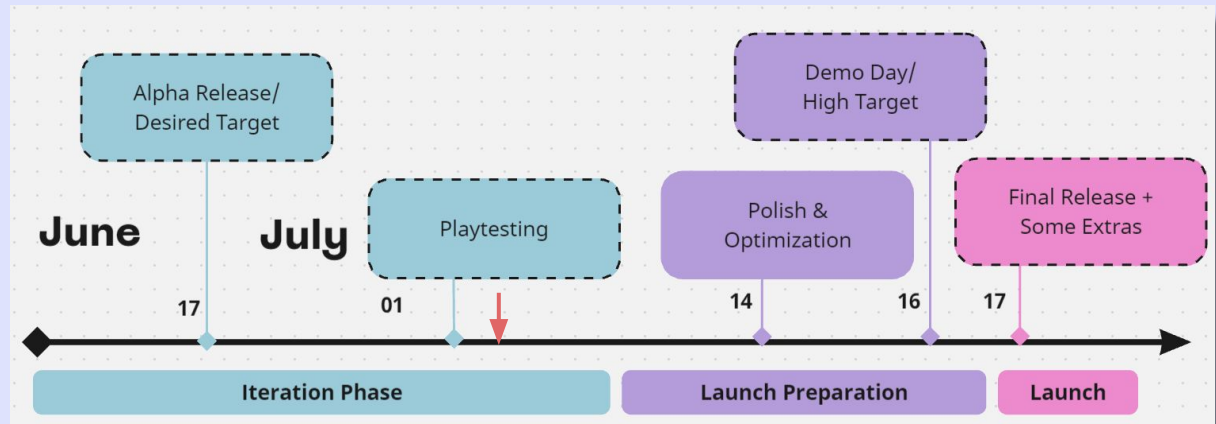 Alpha Release/
Desired Target
Demo Day/
High Target
June
July
Playtesting
Polish &
Optimization
Final Release +
Some Extras
17
01
14
16
17
Iteration Phase
Launch Preparation
Launch